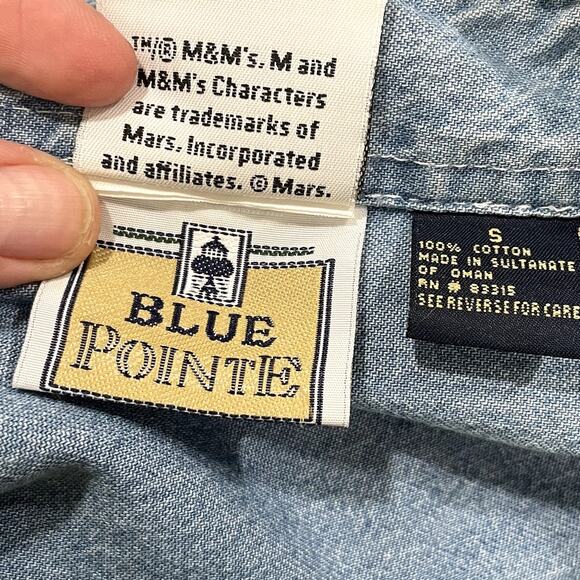 ™/® M&M's, M and
M&M's Characters
are trademarks of
Mars, Incorporated
and affiliates. © Mars.
BLUE
POINTE
S
100% COTTON
MADE IN SULTANATE
OF OMAN
RN # 83315
SEE REVERSE FOR CARE